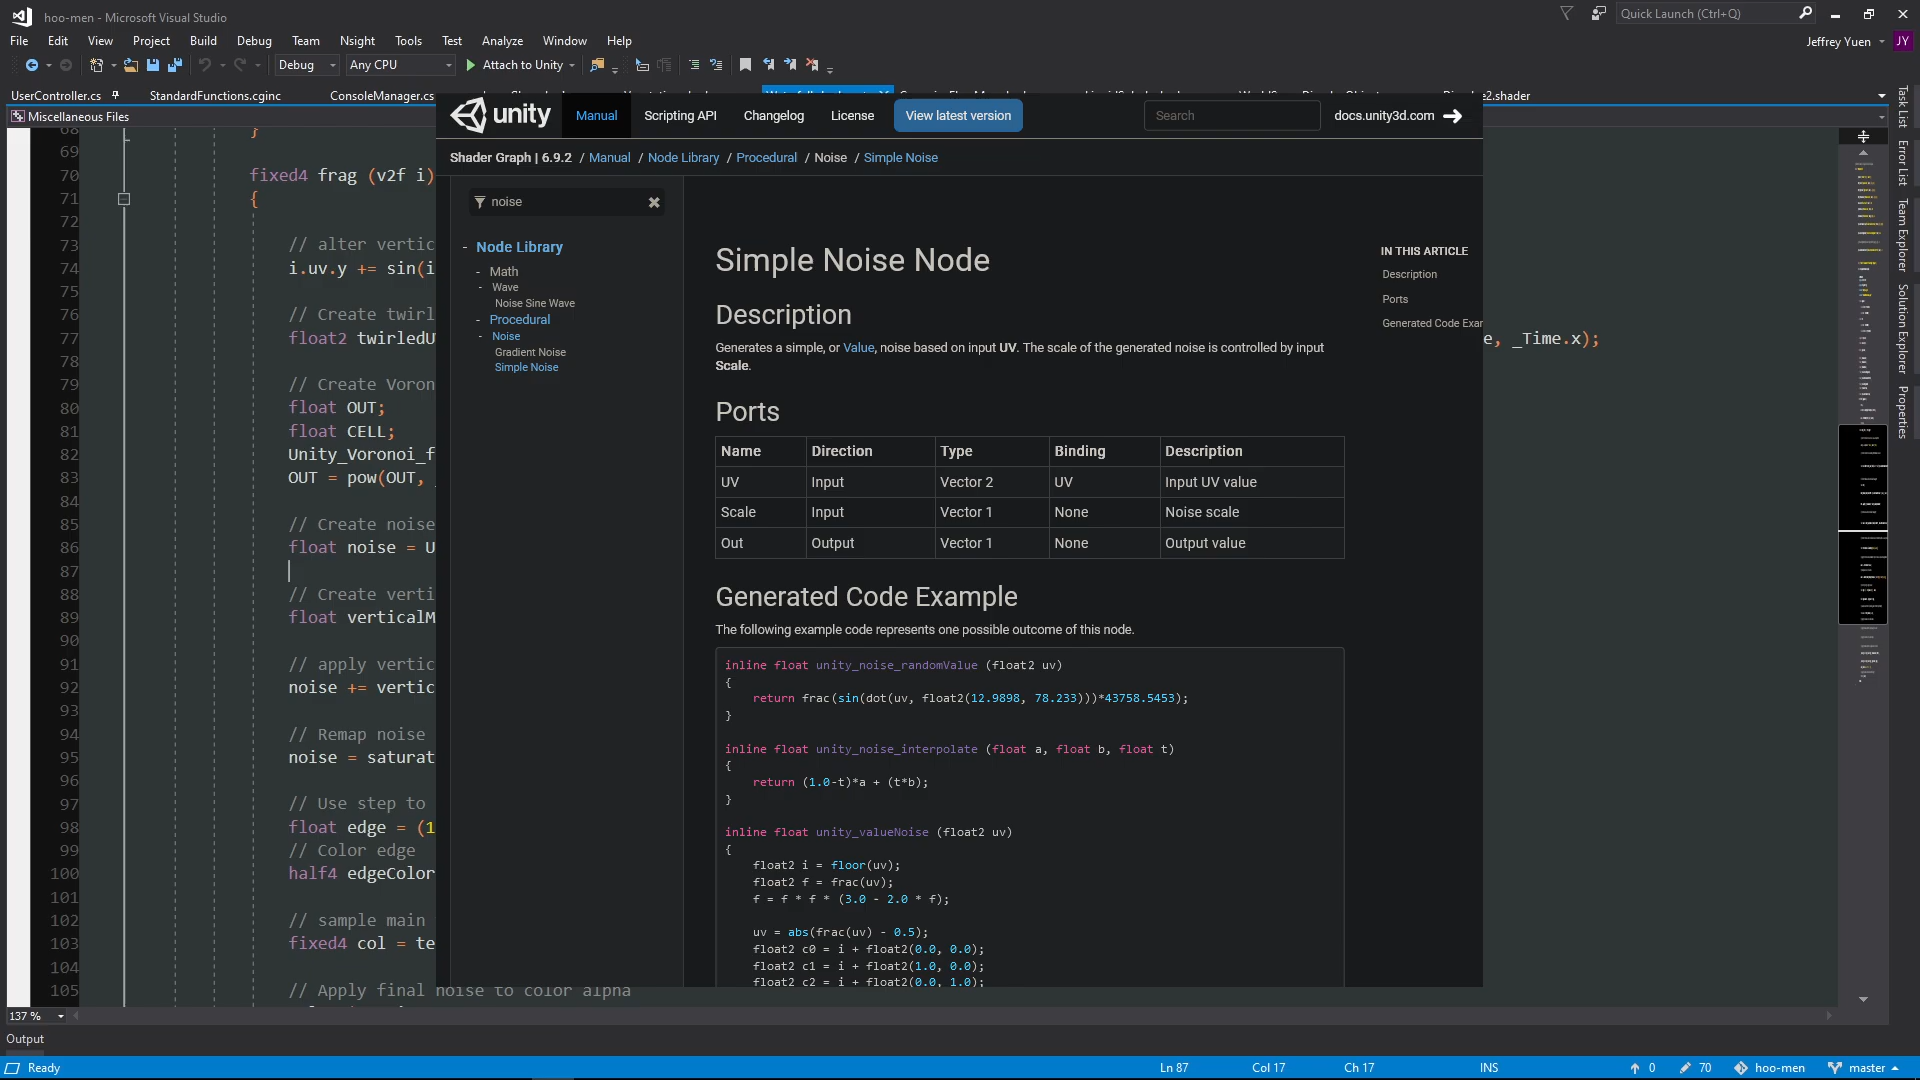 hoo-men - Microsoft Visual Studio
Quick Launch (Ctrl+Q)
File Edit View Project Build Debug Team Nsight Tools Test Analyze Window Help
Jeffrey Yuen JY
Debug Any CPU Attach to Unity
UserController.cs StandardFunctions.cginc ConsoleManager.cs
Miscellaneous Files
unity Manual Scripting API Changelog License View latest version Search docs.unity3d.com
Shader Graph | 6.9.2 / Manual / Node Library / Procedural / Noise / Simple Noise
noise
- Node Library
- Math
- Wave
Noise Sine Wave
- Procedural
- Noise
Gradient Noise
Simple Noise
Simple Noise Node
Description
Generates a simple, or Value, noise based on input UV. The scale of the generated noise is controlled by input
Scale.
Ports
Name Direction Type Binding Description
UV Input Vector 2 UV Input UV value
Scale Input Vector 1 None Noise scale
Out Output Vector 1 None Output value
Generated Code Example
The following example code represents one possible outcome of this node.
inline float unity_noise_randomValue (float2 uv)
{
return frac(sin(dot(uv, float2(12.9898, 78.233)))*43758.5453);
}
inline float unity_noise_interpolate (float a, float b, float t)
{
return (1.0-t)*a + (t*b);
}
inline float unity_valueNoise (float2 uv)
{
float2 i = floor(uv);
float2 f = frac(uv);
f = f * f * (3.0 - 2.0 * f);
uv = abs(frac(uv) - 0.5);
float2 c0 = i + float2(0.0, 0.0);
float2 c1 = i + float2(1.0, 0.0);
float2 c2 = i + float2(0.0, 1.0);
IN THIS ARTICLE
Description
Ports
Generated Code Exar
68 }
69
70 fixed4 frag (v2f i)
71 {
72
73 // alter vertic
74 i.uv.y += sin(i
75
76 // Create twirl
77 float2 twirledU e, _Time.x);
78
79 // Create Voron
80 float OUT;
81 float CELL;
82 Unity_Voronoi_f
83 OUT = pow(OUT,
84
85 // Create noise
86 float noise = U
87
88 // Create verti
89 float verticalM
90
91 // apply vertic
92 noise += vertic
93
94 // Remap noise
95 noise = saturat
96
97 // Use step to
98 float edge = (1
99 // Color edge
100 half4 edgeColor
101
102 // sample main
103 fixed4 col = te
104
105 // Apply final noise to color alpha
Task List
Error List
Team Explorer
Solution Explorer
Properties
137 %
Output
Ready Ln 87 Col 17 Ch 17 INS 0 70 hoo-men master